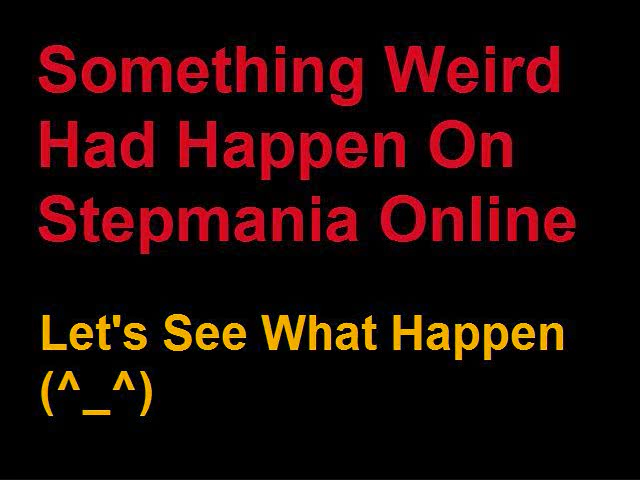 Something Weird
Had Happen On
Stepmania Online
Let's See What Happen
(^_^)